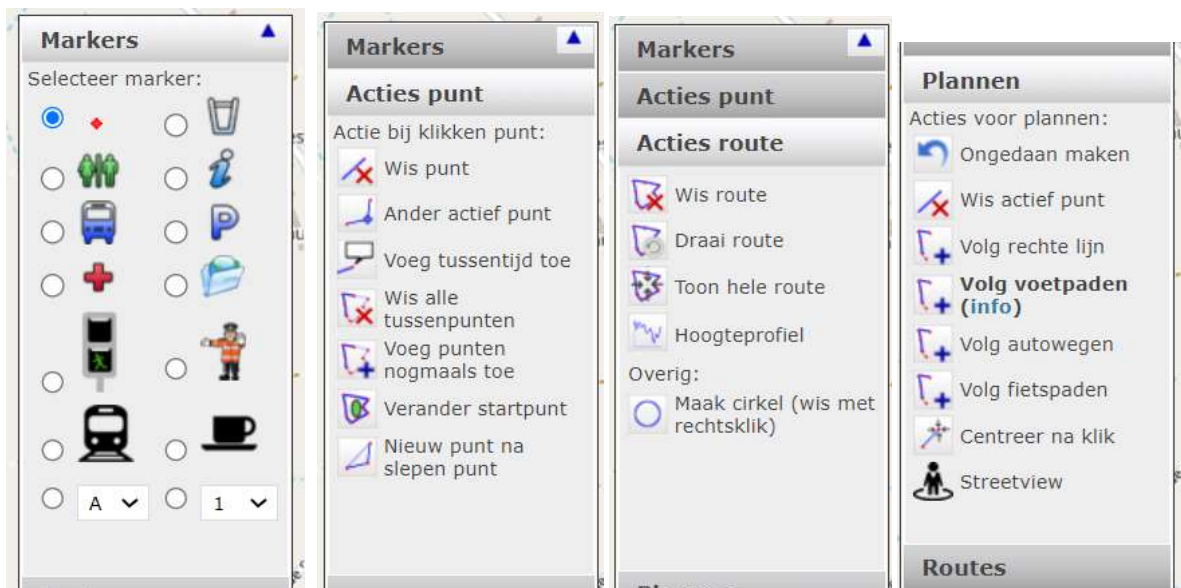 Markers
Selecteer marker:
i
P
A
1
Markers
Acties punt
Actie bij klikken punt:
Wis punt
Ander actief punt
Voeg tussentijd toe
Wis alle
tussenpunten
Voeg punten
nogmaals toe
Verander startpunt
Nieuw punt na
slepen punt
Markers
Acties punt
Acties route
Wis route
Draai route
Toon hele route
Hoogteprofiel
Overig:
Maak cirkel (wis met
rechtsklik)
Plannen
Acties voor plannen:
Ongedaan maken
Wis actief punt
Volg rechte lijn
Volg voetpaden
(info)
Volg autowegen
Volg fietspaden
Centreer na klik
Streetview
Routes